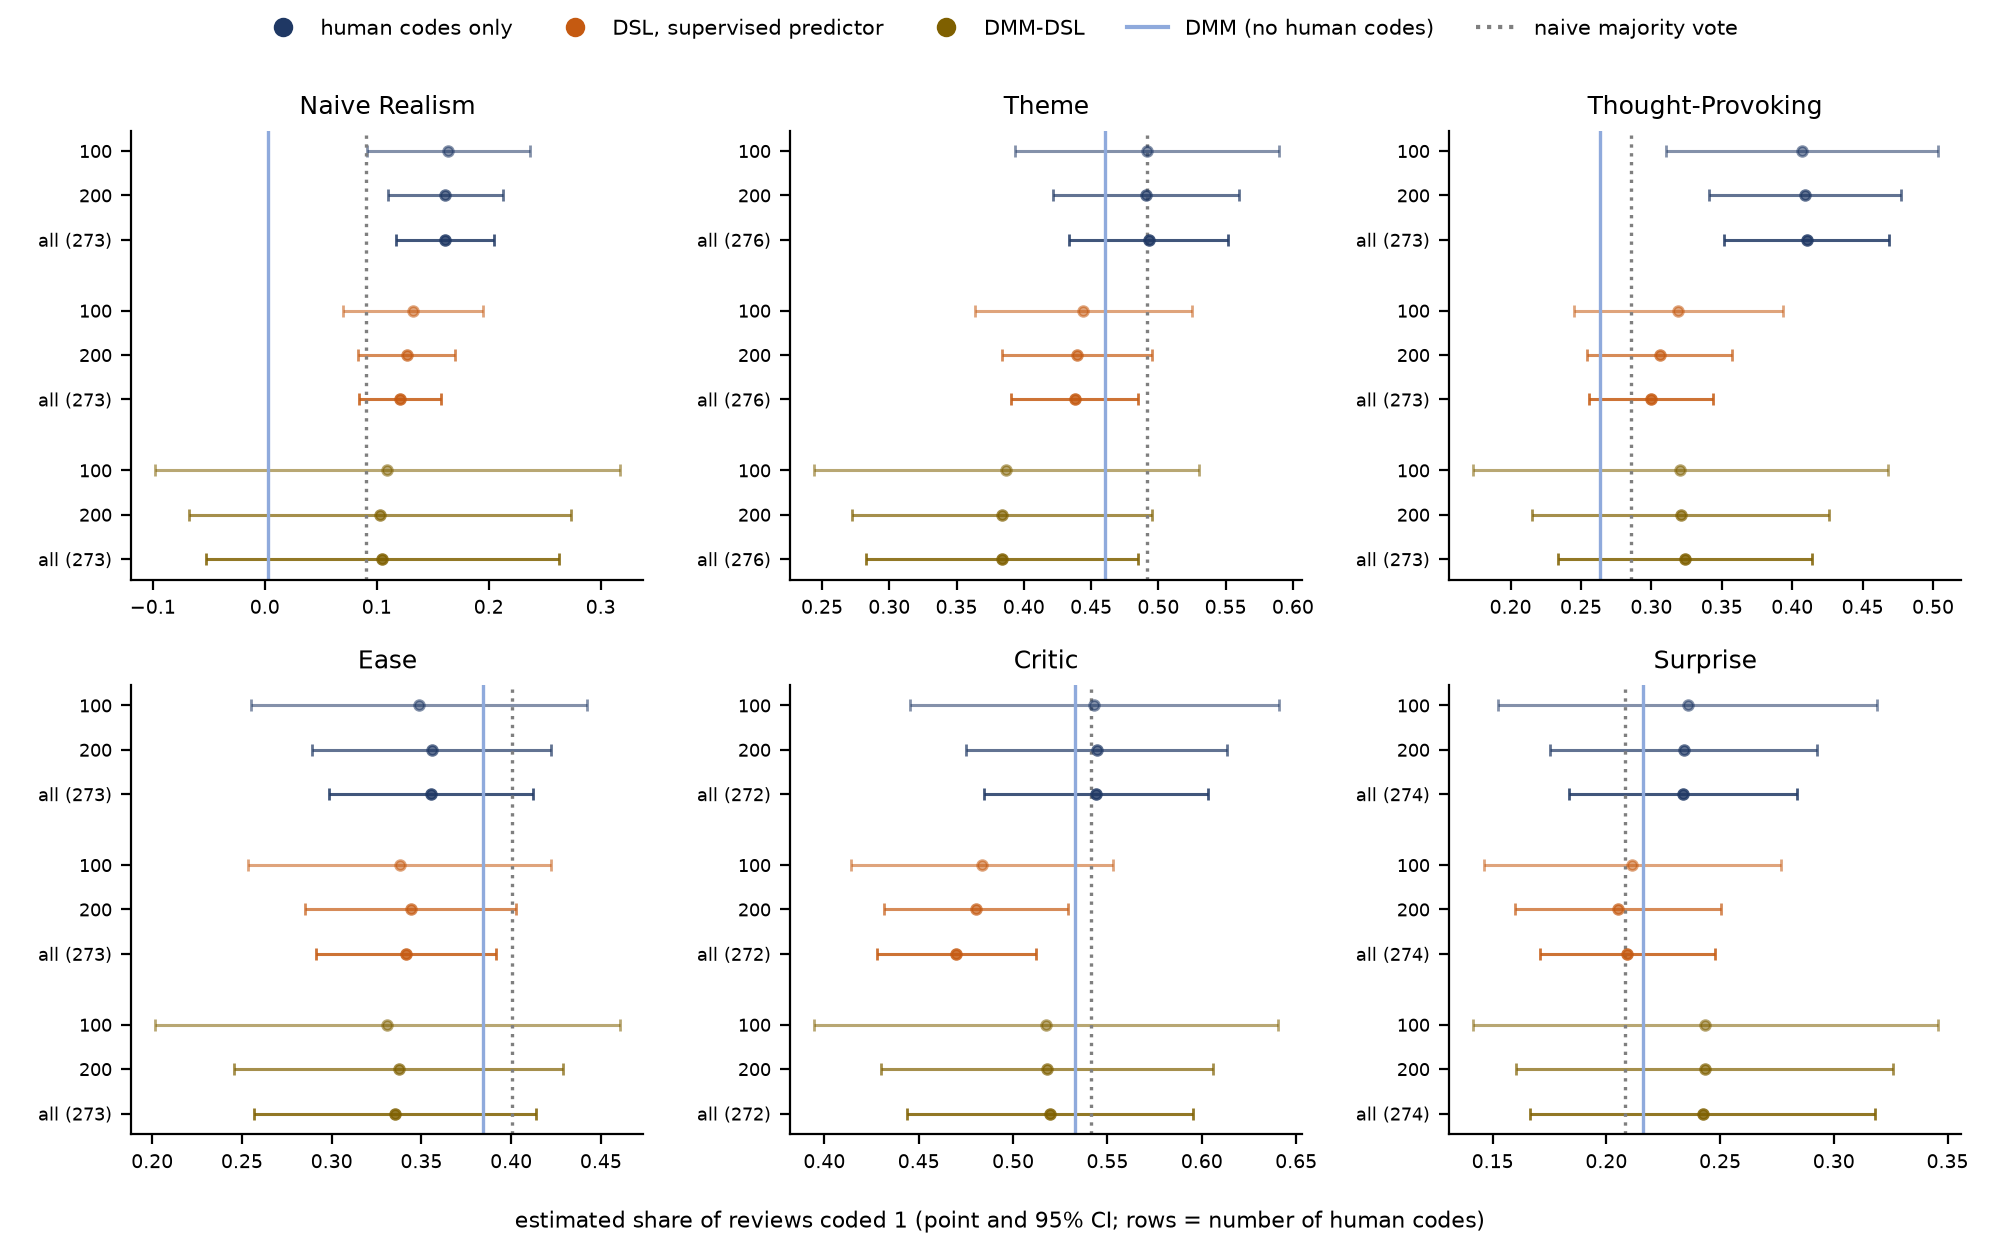 human codes only DSL, supervised predictor DMM-DSL DMM (no human codes) naive majority vote
Naive Realism
100
200
all (273)
100
200
all (273)
100
200
all (273)
−0.1 0.0 0.1 0.2 0.3
Theme
100
200
all (276)
100
200
all (276)
100
200
all (276)
0.25 0.30 0.35 0.40 0.45 0.50 0.55 0.60
Thought-Provoking
100
200
all (273)
100
200
all (273)
100
200
all (273)
0.20 0.25 0.30 0.35 0.40 0.45 0.50
Ease
100
200
all (273)
100
200
all (273)
100
200
all (273)
0.20 0.25 0.30 0.35 0.40 0.45
Critic
100
200
all (272)
100
200
all (272)
100
200
all (272)
0.40 0.45 0.50 0.55 0.60 0.65
Surprise
100
200
all (274)
100
200
all (274)
100
200
all (274)
0.15 0.20 0.25 0.30 0.35
estimated share of reviews coded 1 (point and 95% CI; rows = number of human codes)